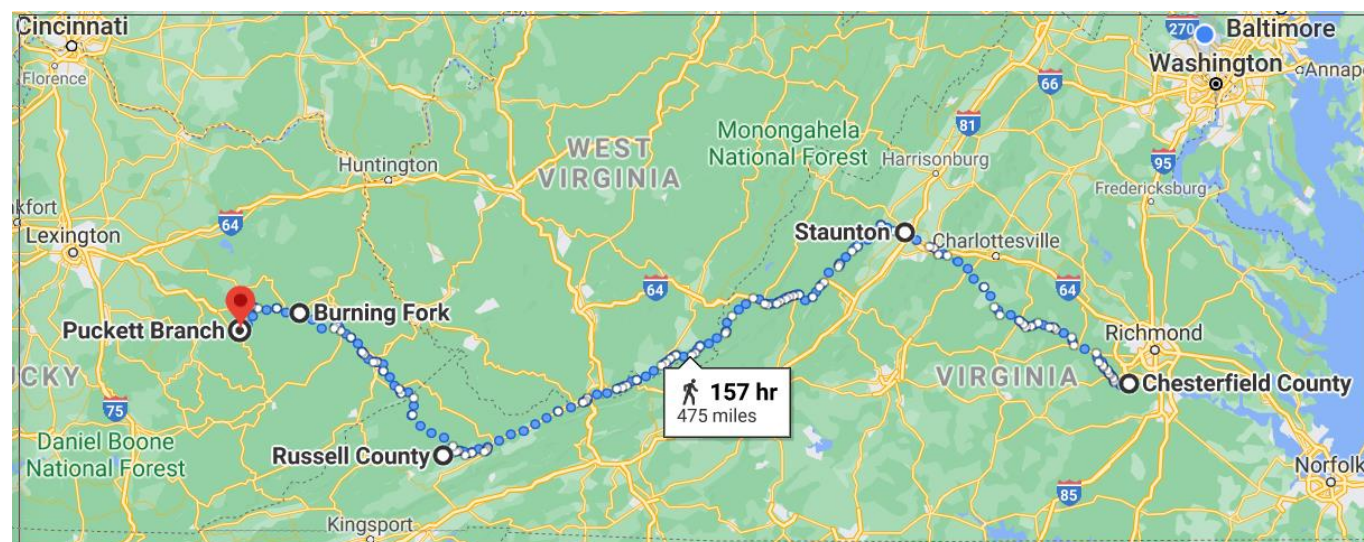 Cincinnati
270
Baltimore
Florence
Washington
Annap
66
81
WEST
VIRGINIA
Monongahela
National Forest
Harrisonburg
Huntington
95
Fredericksburg
kfort
64
Lexington
Staunton
Charlottesville
64
64
Burning Fork
Puckett Branch
Richmond
CKY
157 hr
475 miles
VIRGINIA
Chesterfield County
75
Daniel Boone
National Forest
Russell County
Norfolk
85
Kingsport